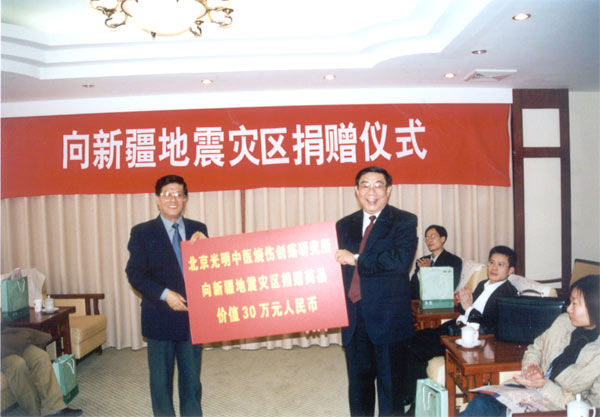 向新疆地震灾区捐赠仪式
北京光明中医烧伤创疡研究所
向新疆地震灾区捐赠药品
价值30万元人民币